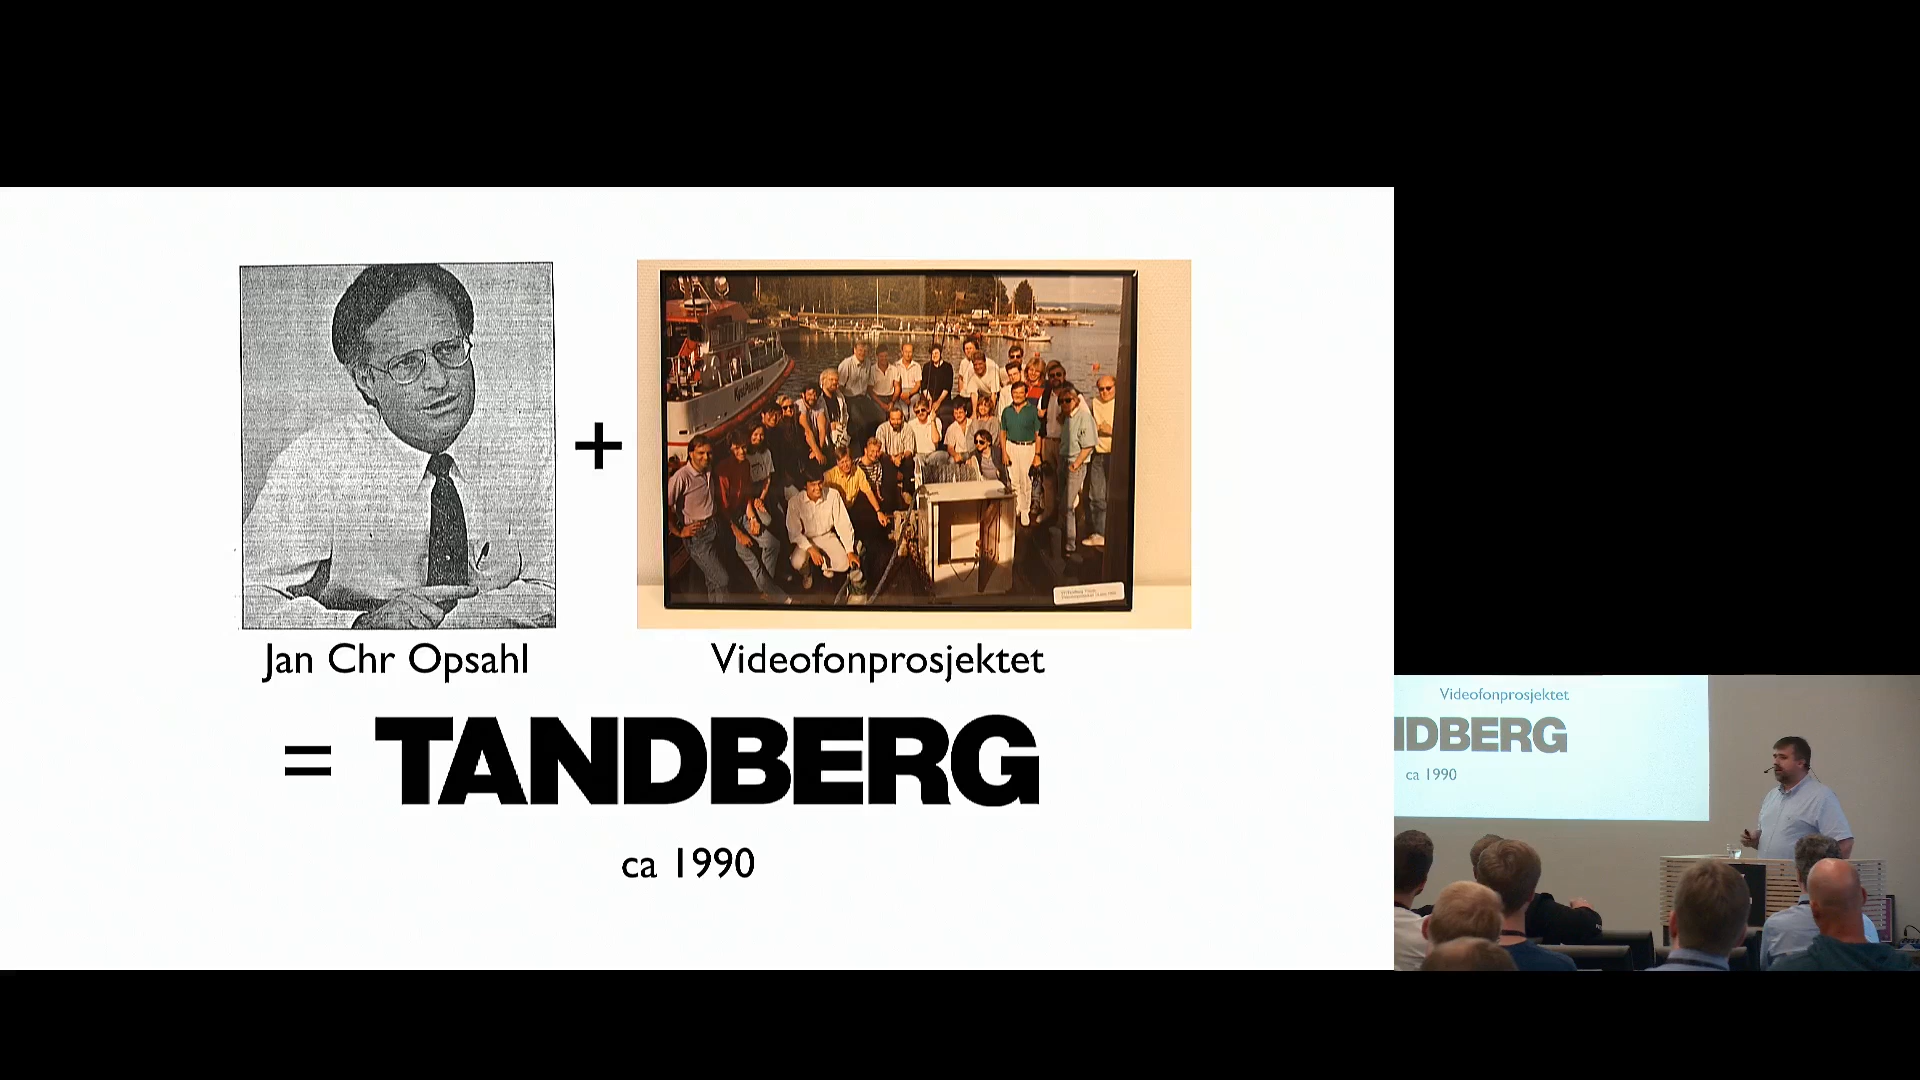 Jan Chr Opsahl
+
Videofonprosjektet
= TANDBERG
ca 1990
Videofonprosjektet
NDBERG
ca 1990